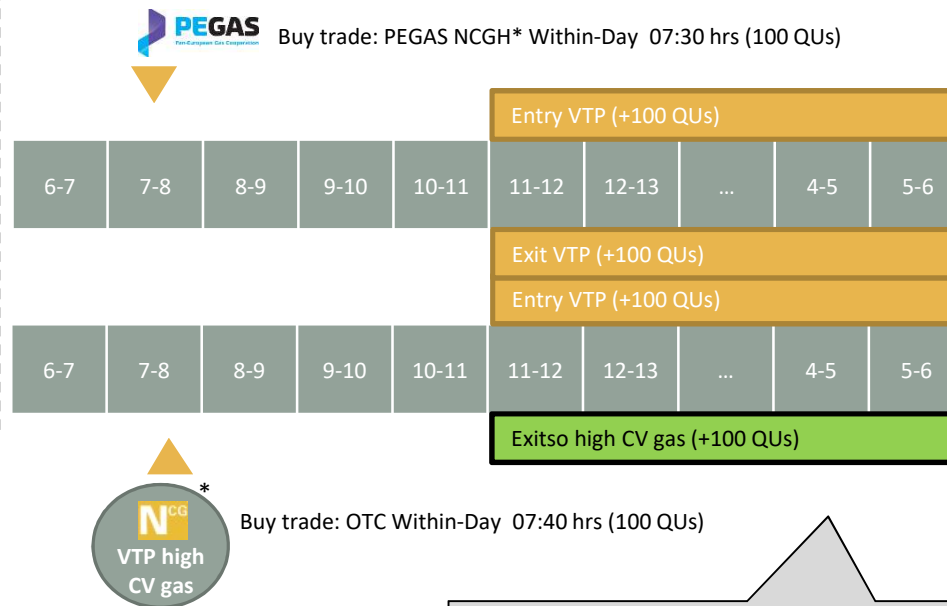 PEGAS
Pan-European Gas Cooperation
Buy trade: PEGAS NCGH* Within-Day 07:30 hrs (100 QUs)
Entry VTP (+100 QUs)
6-7 7-8 8-9 9-10 10-11 11-12 12-13 ... 4-5 5-6
Exit VTP (+100 QUs)
Entry VTP (+100 QUs)
6-7 7-8 8-9 9-10 10-11 11-12 12-13 ... 4-5 5-6
Exitso high CV gas (+100 QUs)
*
NCG
Buy trade: OTC Within-Day 07:40 hrs (100 QUs)
VTP high
CV gas